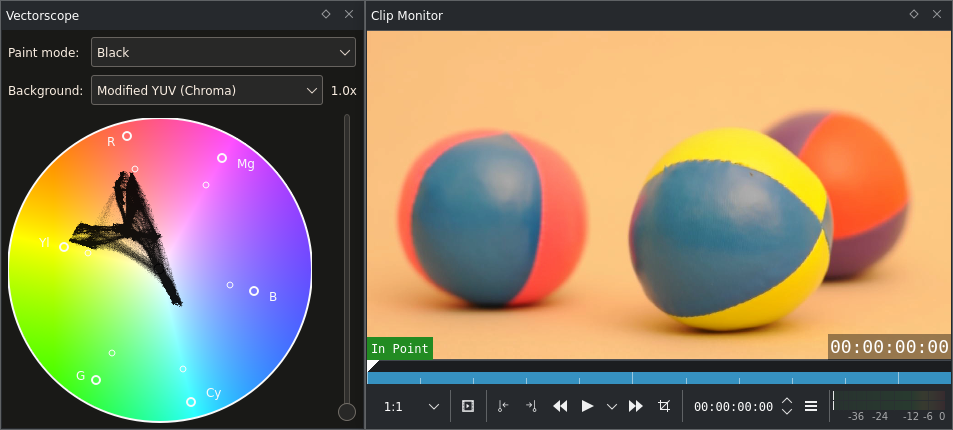 Vectorscope
Paint mode: Black
Background: Modified YUV (Chroma) 1.0x
R
Mg
Yl
B
G
Cy
Clip Monitor
In Point
00:00:00:00
1:1
00:00:00:00
-36 -24 -12 -6 0